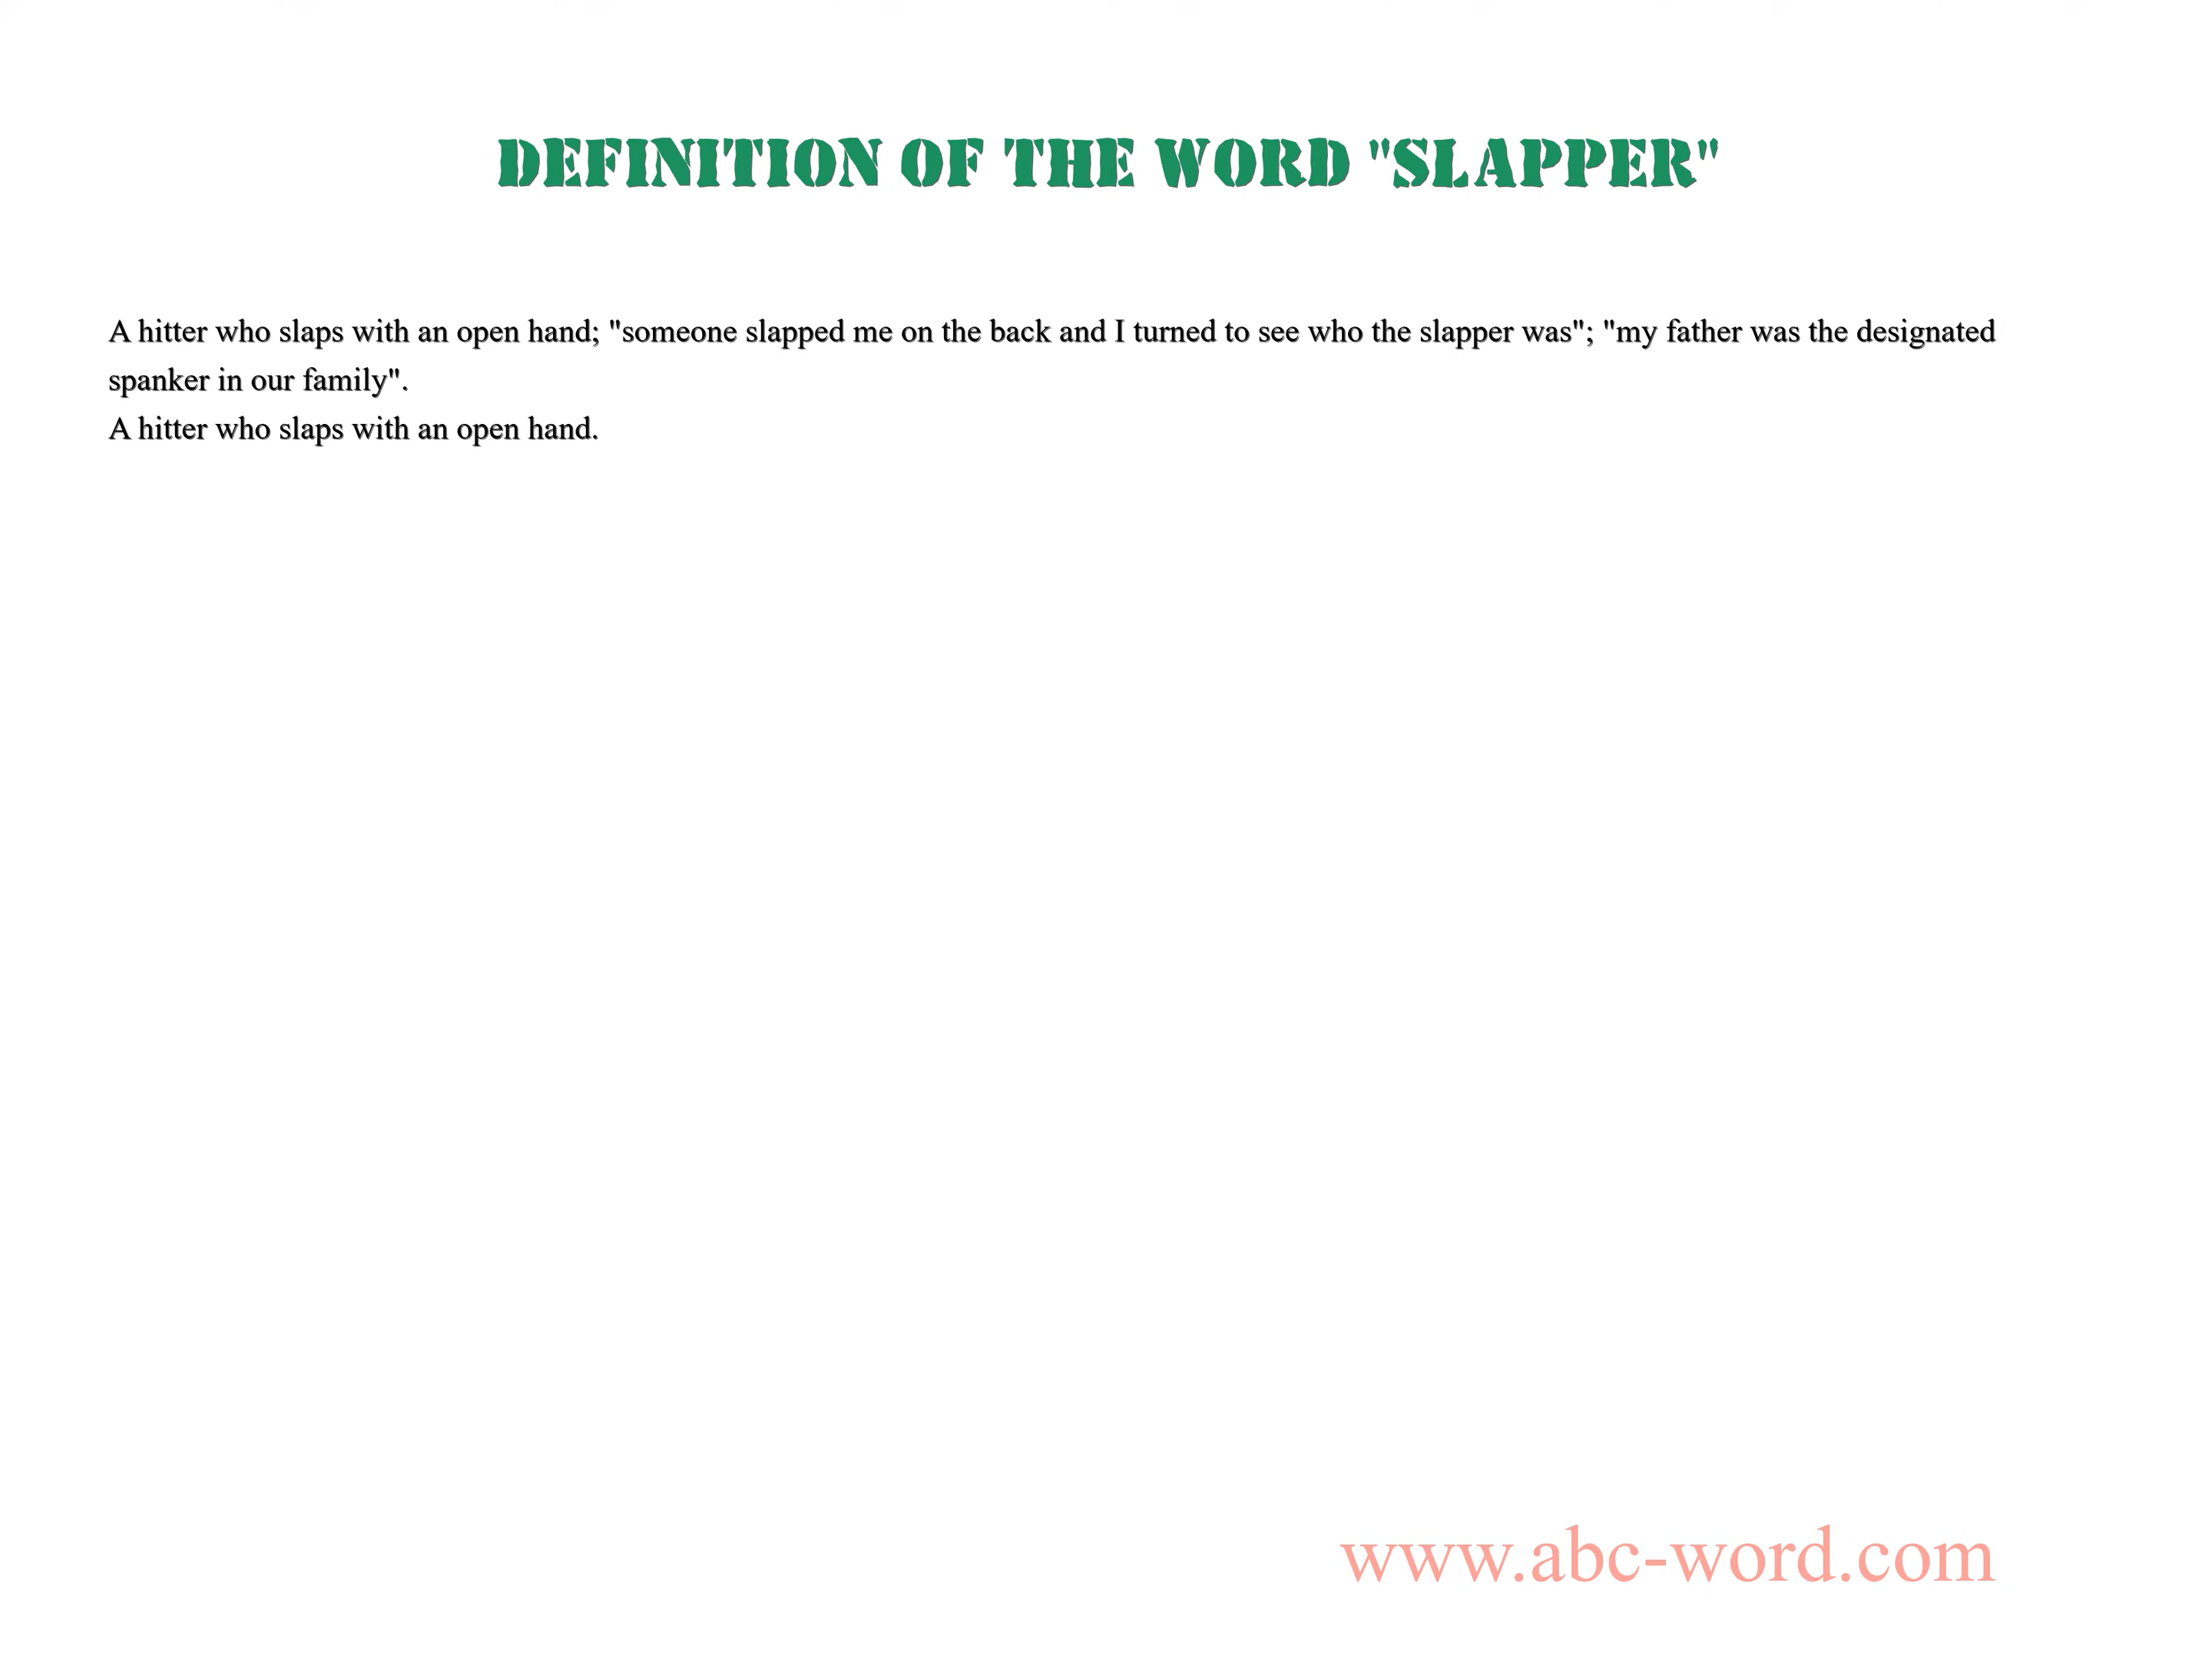 DEFINITION OF THE WORD "SLAPPER"
A hitter who slaps with an open hand; "someone slapped me on the back and I turned to see who the slapper was"; "my father was the designated
spanker in our family".
A hitter who slaps with an open hand.
www.abc-word.com